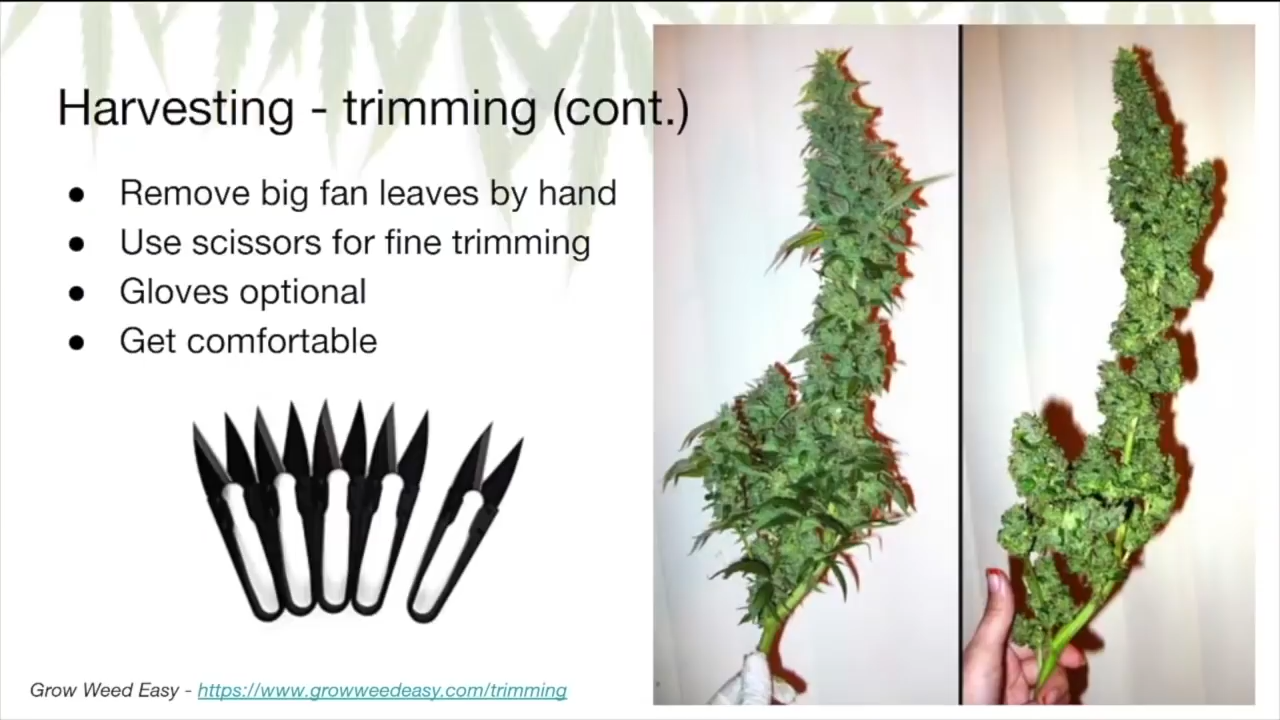 Harvesting - trimming (cont.)
● Remove big fan leaves by hand
● Use scissors for fine trimming
● Gloves optional
● Get comfortable
Grow Weed Easy - https://www.growweedeasy.com/trimming